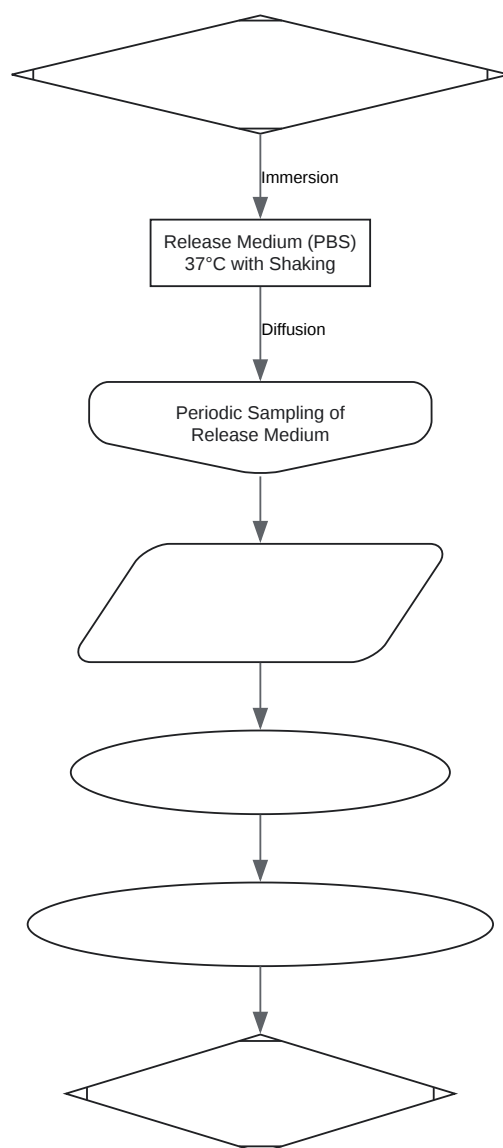 Immersion
Release Medium (PBS)
37°C with Shaking
Diffusion
Periodic Sampling of
Release Medium